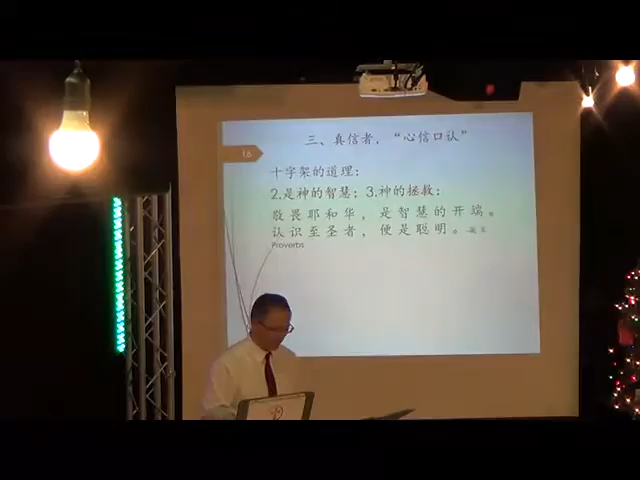 16
三、真信者，“心信口认”
十字架的道理：
2.是神的智慧；3.神的拯救：
敬畏耶和华，是智慧的开端。
认识至圣者，便是聪明。
Proverbs